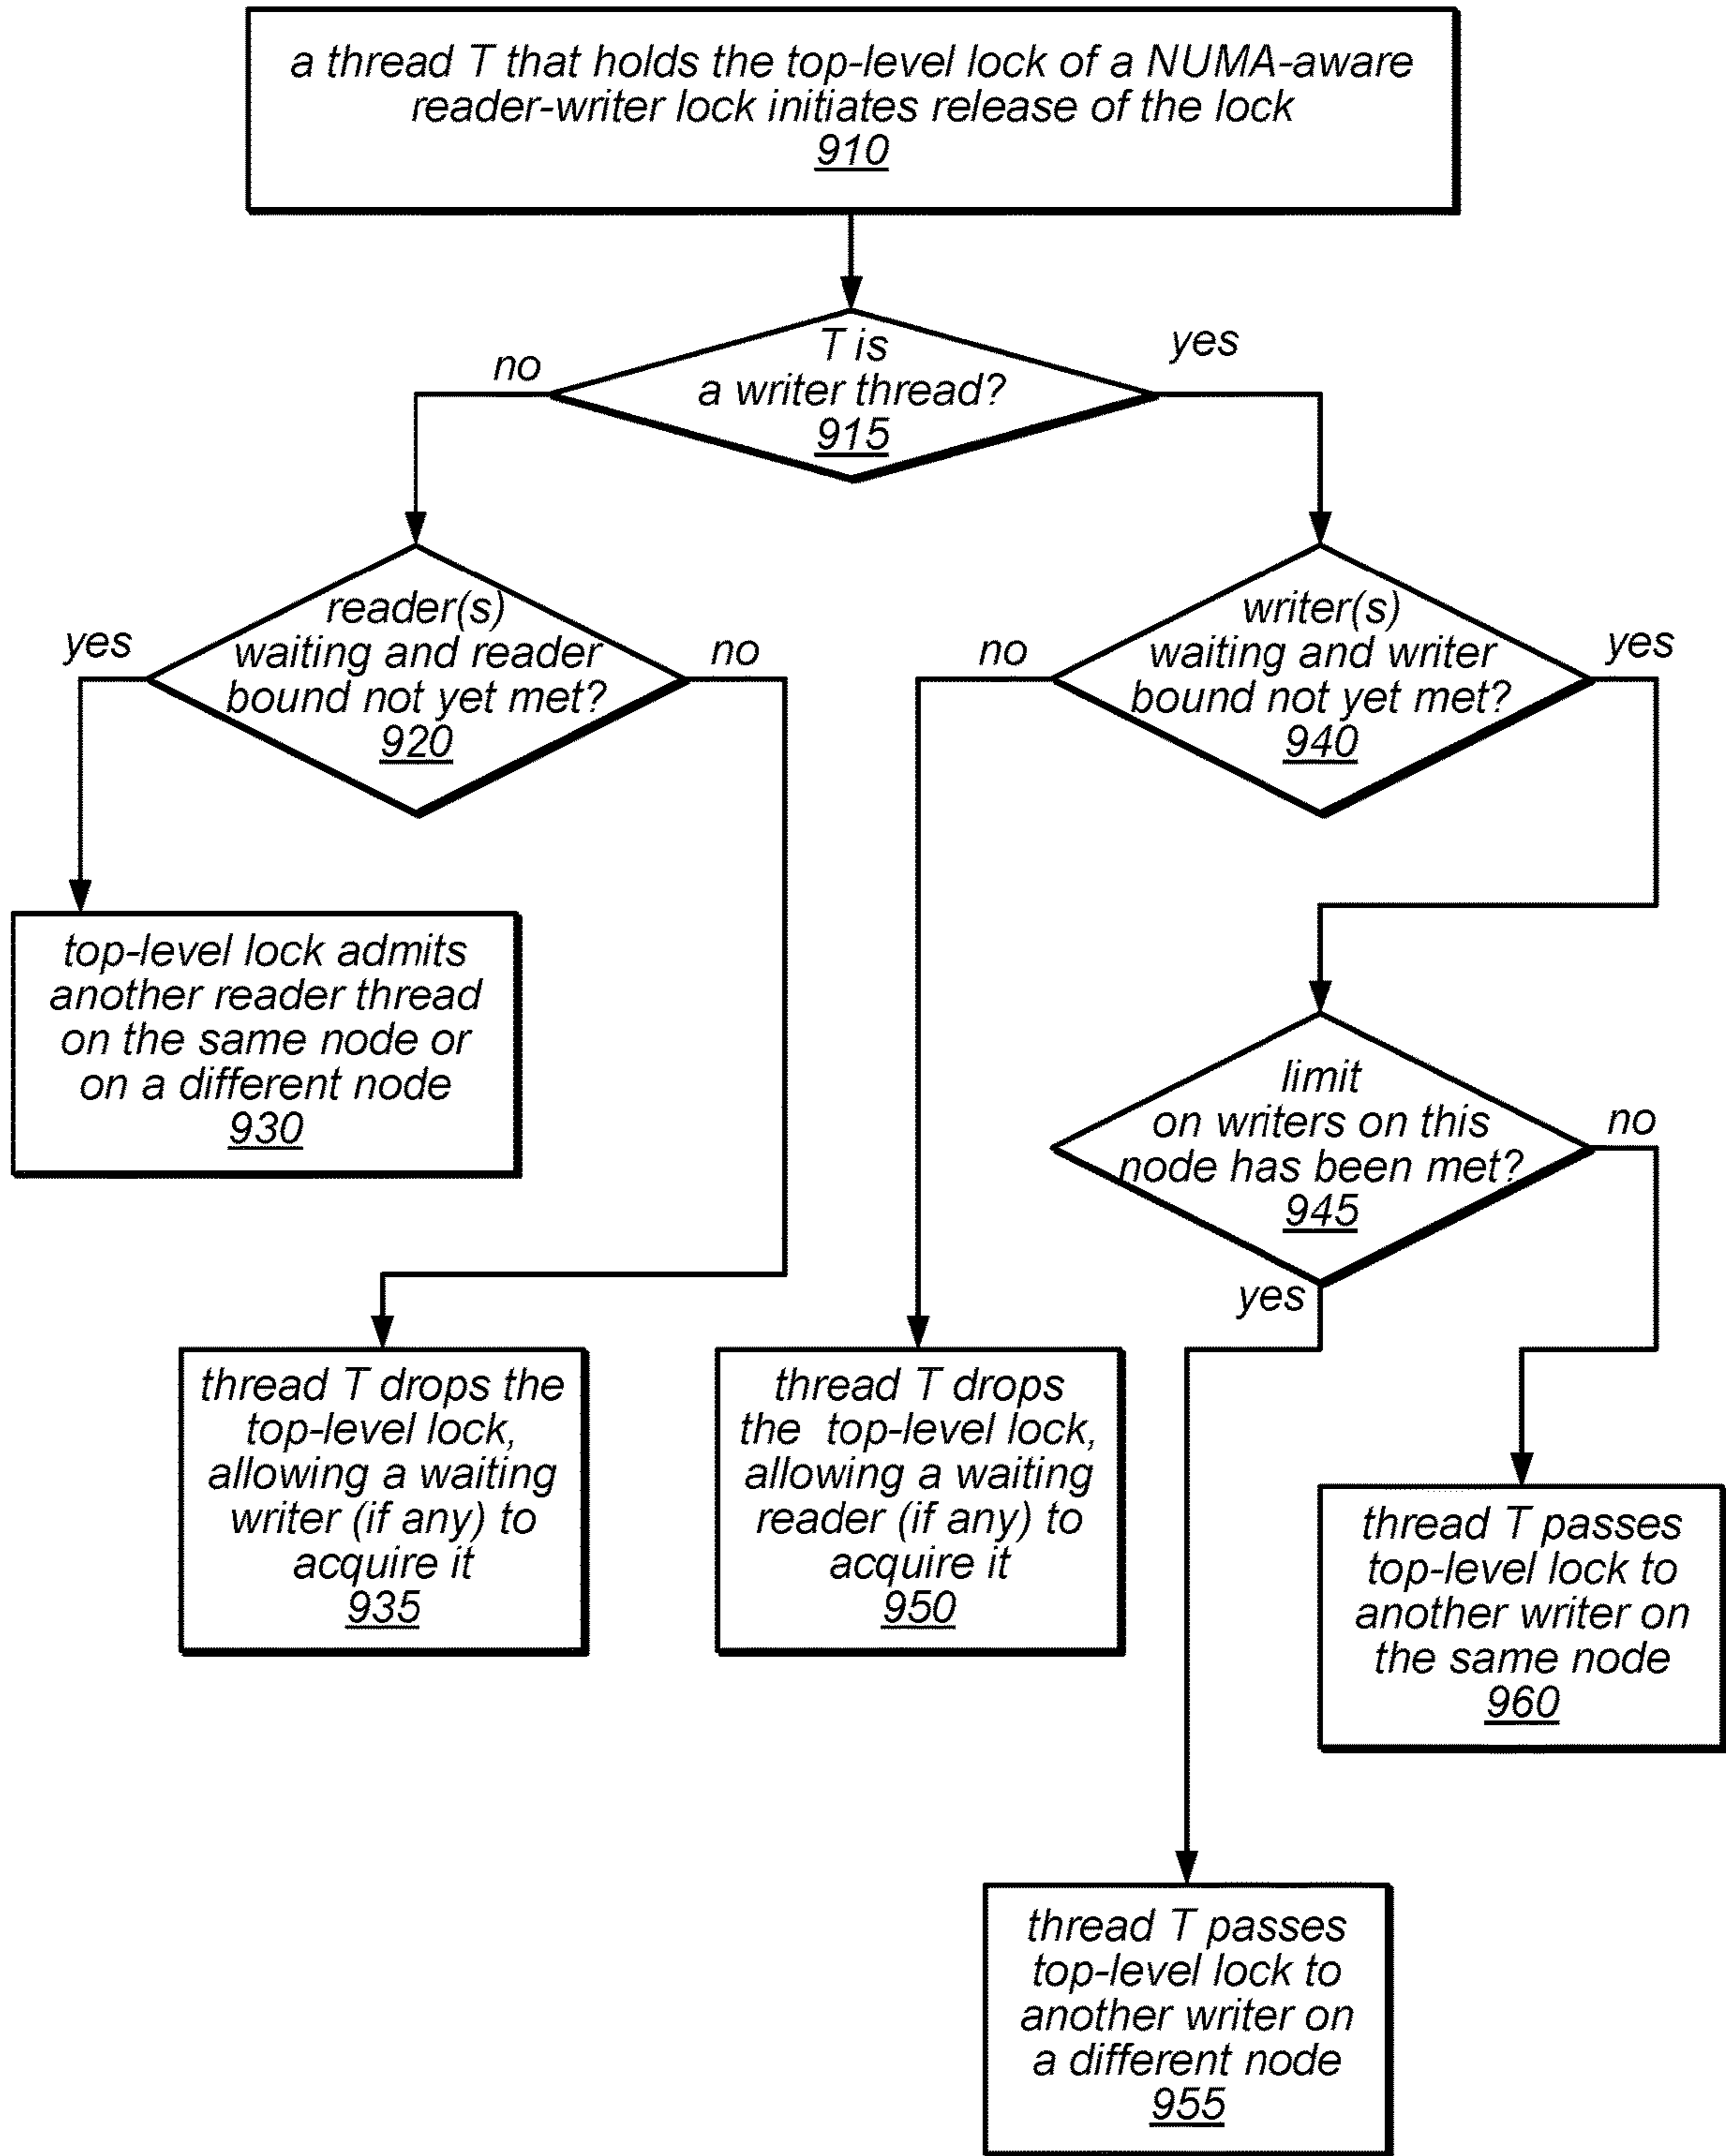 a thread T that holds the top-level lock of a NUMA-aware
reader-writer lock initiates release of the lock
910
T is
a writer thread?
915
no
yes
reader(s)
waiting and reader
bound not yet met?
920
yes
no
writer(s)
waiting and writer
bound not yet met?
940
no
yes
top-level lock admits
another reader thread
on the same node or
on a different node
930
limit
on writers on this
node has been met?
945
no
yes
thread T drops the
top-level lock,
allowing a waiting
writer (if any) to
acquire it
935
thread T drops
the top-level lock,
allowing a waiting
reader (if any) to
acquire it
950
thread T passes
top-level lock to
another writer on
the same node
960
thread T passes
top-level lock to
another writer on
a different node
955